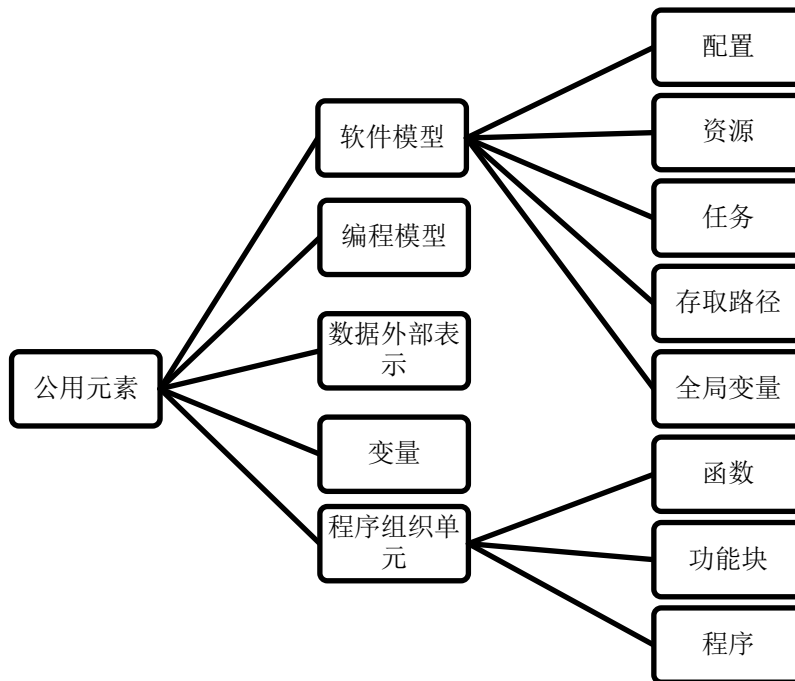 公用元素
软件模型
编程模型
数据外部表
示
变量
程序组织单
元
配置
资源
任务
存取路径
全局变量
函数
功能块
程序